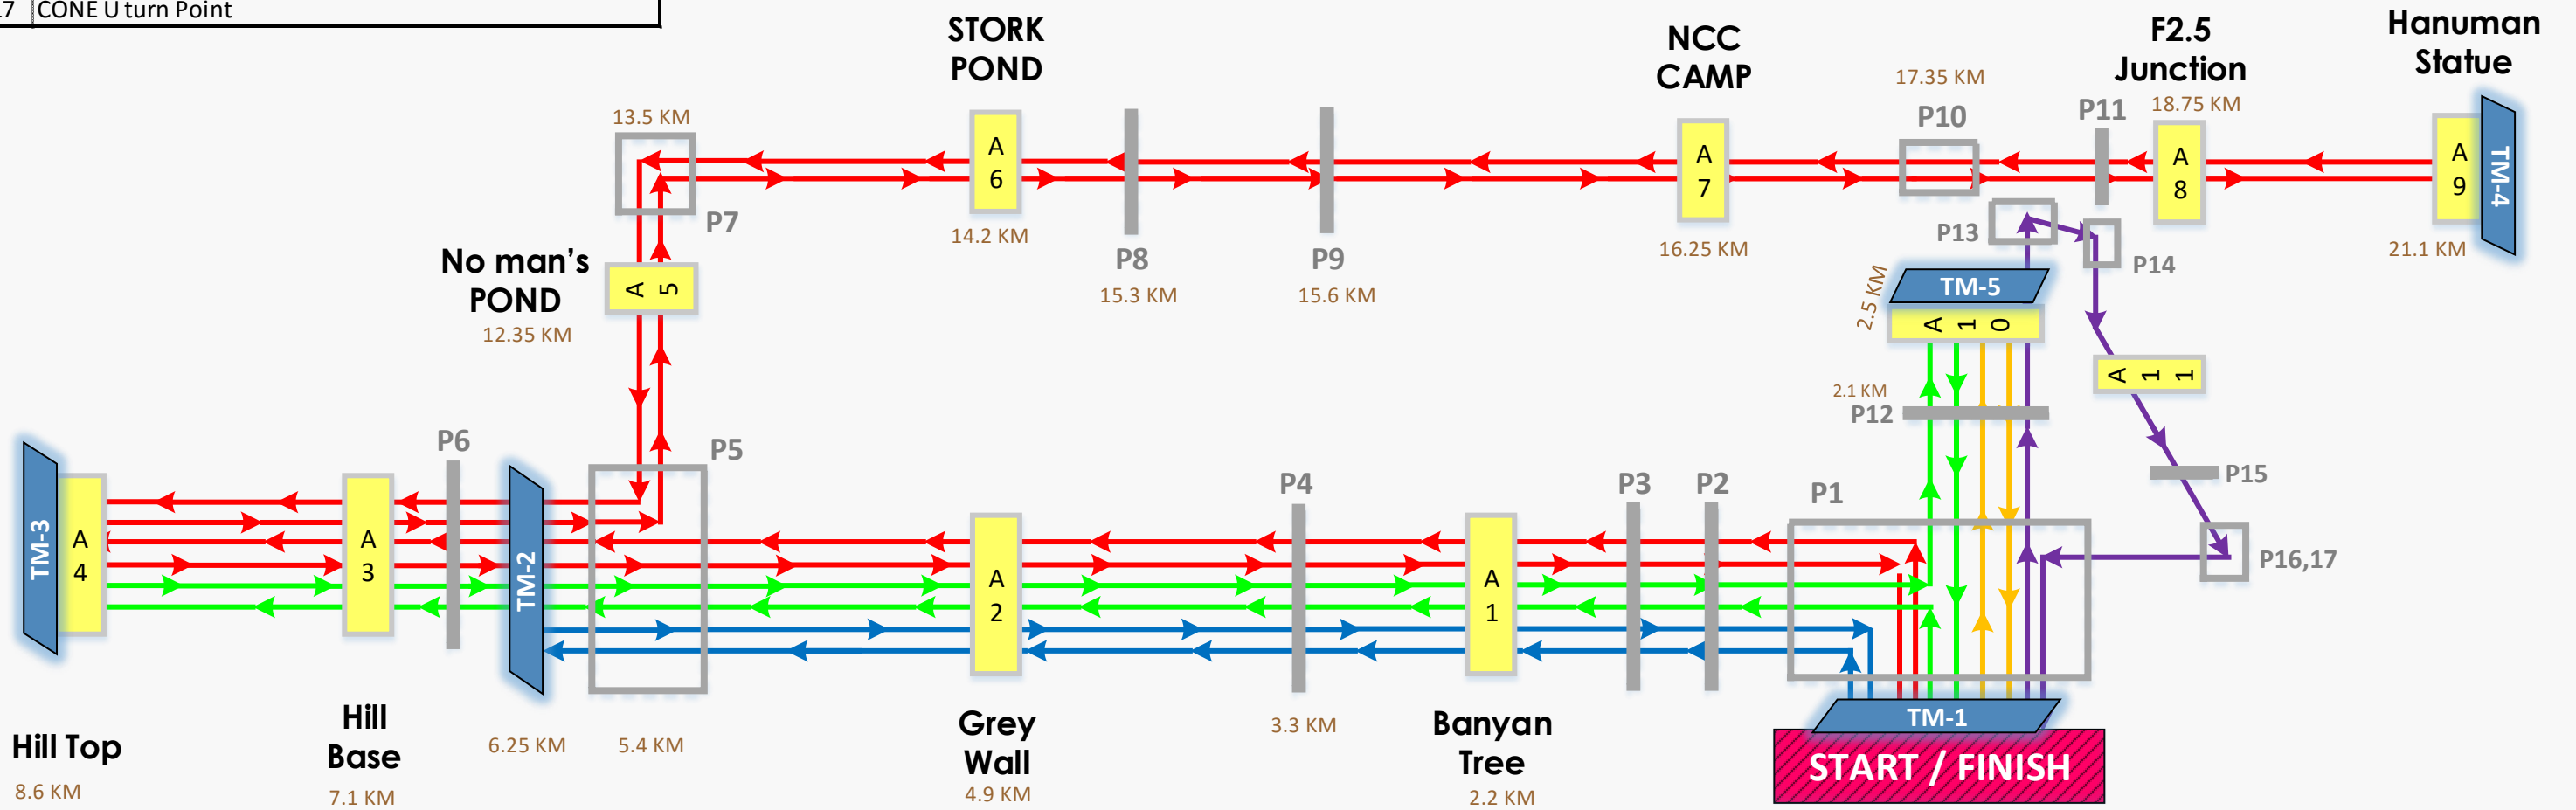 17 CONE U turn Point
STORK
POND
NCC
CAMP
F2.5
Junction
Hanuman
Statue
13.5 KM
17.35 KM
18.75 KM
P10
P11
A
6
A
7
A
8
A
9
TM-4
P7
14.2 KM
P8
15.3 KM
P9
15.6 KM
16.25 KM
21.1 KM
P13
P14
No man's
POND
12.35 KM
A 5
2.5 KM
TM-5
A 1 0
2.1 KM
P12
A 1 1
P15
P16,17
P6
P5
P4
P3
P2
P1
TM-3
A
4
A
3
TM-2
A
2
A
1
TM-1
START / FINISH
Hill Top
8.6 KM
Hill
Base
7.1 KM
6.25 KM
5.4 KM
Grey
Wall
4.9 KM
3.3 KM
Banyan
Tree
2.2 KM